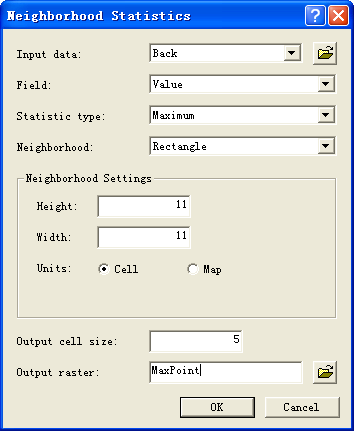 Neighborhood Statistics
Input data: Back
Field: Value
Statistic type: Maximum
Neighborhood: Rectangle
Neighborhood Settings
Height: 11
Width: 11
Units: Cell Map
Output cell size: 5
Output raster: MaxPoint
OK Cancel